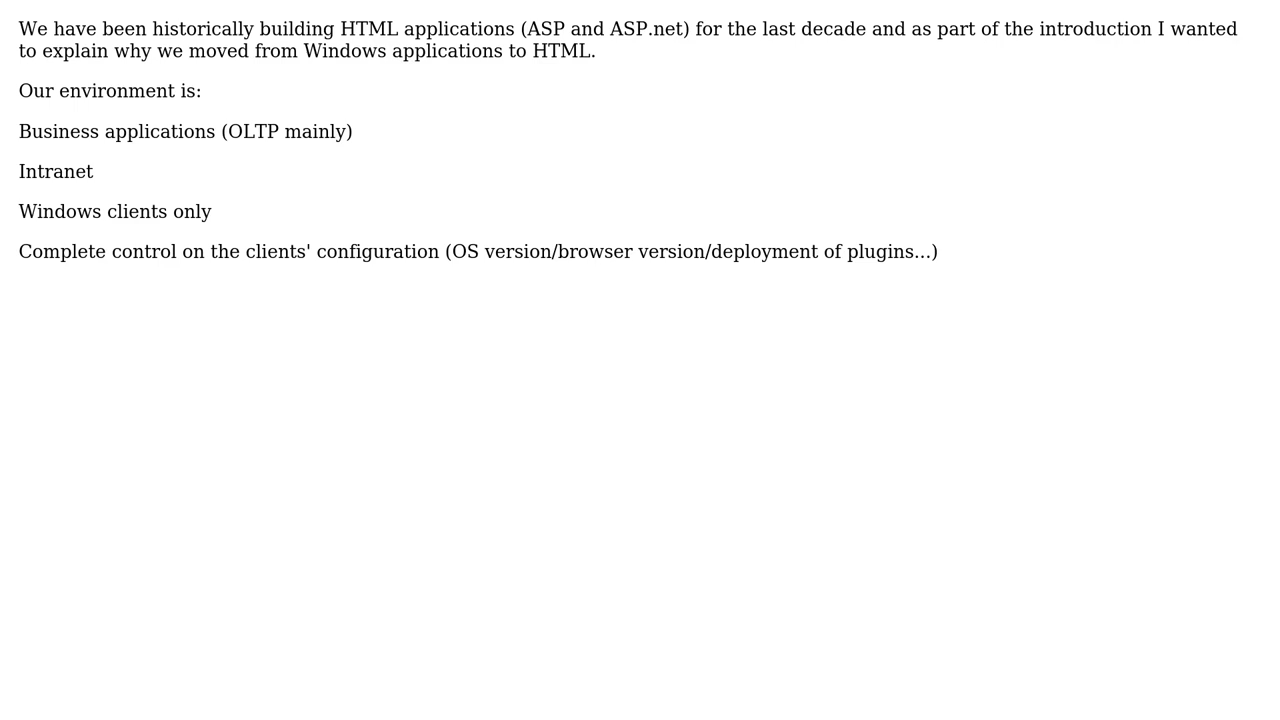 We have been historically building HTML applications (ASP and ASP.net) for the last decade and as part of the introduction I wanted
to explain why we moved from Windows applications to HTML.
Our environment is:
Business applications (OLTP mainly)
Intranet
Windows clients only
Complete control on the clients' configuration (OS version/browser version/deployment of plugins...)